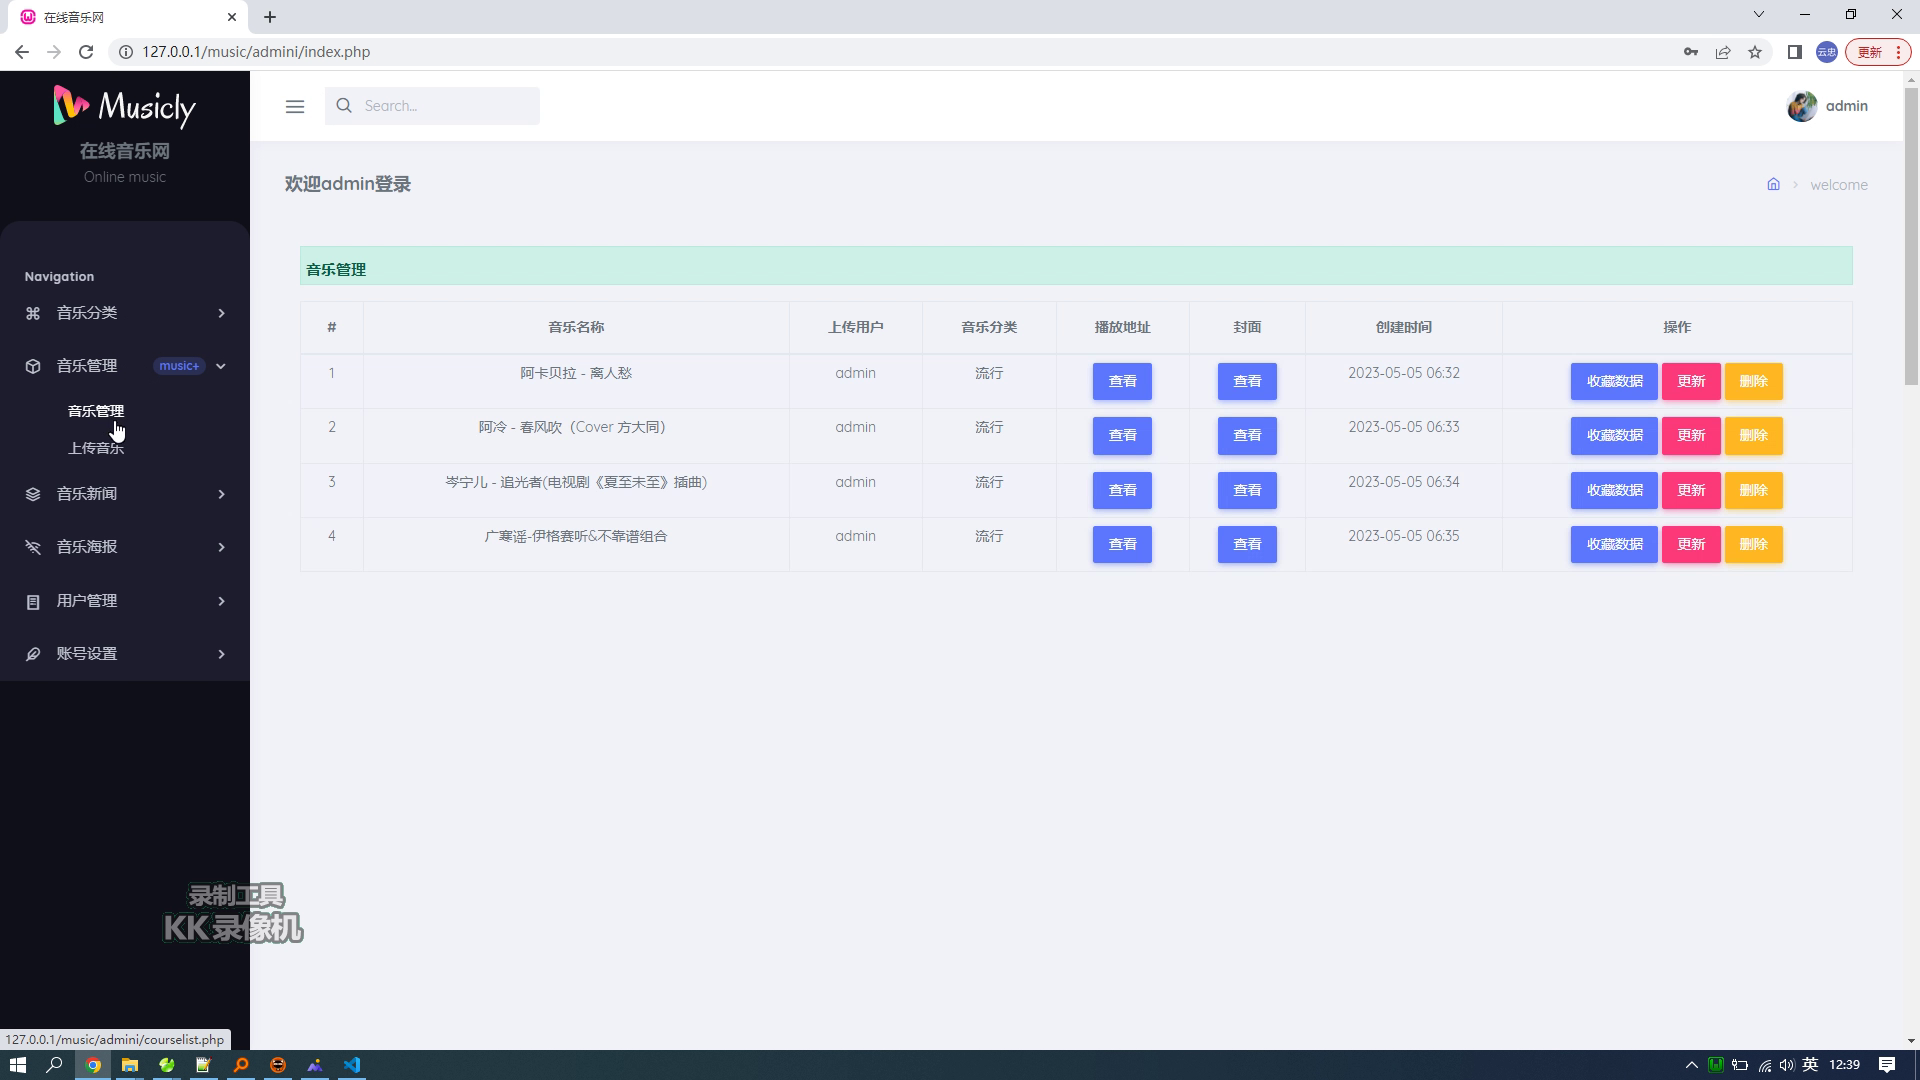 在线音乐网
127.0.0.1/music/admini/index.php
云忠
更新
Musicly
在线音乐网
Online music
Search...
admin
欢迎admin登录
welcome
Navigation
音乐分类
音乐管理 music+
音乐管理
上传音乐
音乐新闻
音乐海报
用户管理
账号设置
音乐管理
# 音乐名称 上传用户 音乐分类 播放地址 封面 创建时间 操作
1 阿卡贝拉 - 离人愁 admin 流行 查看 查看 2023-05-05 06:32 收藏数据 更新 删除
2 阿冷 - 春风吹（Cover 方大同） admin 流行 查看 查看 2023-05-05 06:33 收藏数据 更新 删除
3 岑宁儿 - 追光者(电视剧《夏至未至》插曲) admin 流行 查看 查看 2023-05-05 06:34 收藏数据 更新 删除
4 广寒谣-伊格赛听&不靠谱组合 admin 流行 查看 查看 2023-05-05 06:35 收藏数据 更新 删除
录制工具
KK 录像机
127.0.0.1/music/admini/courselist.php
英 12:39